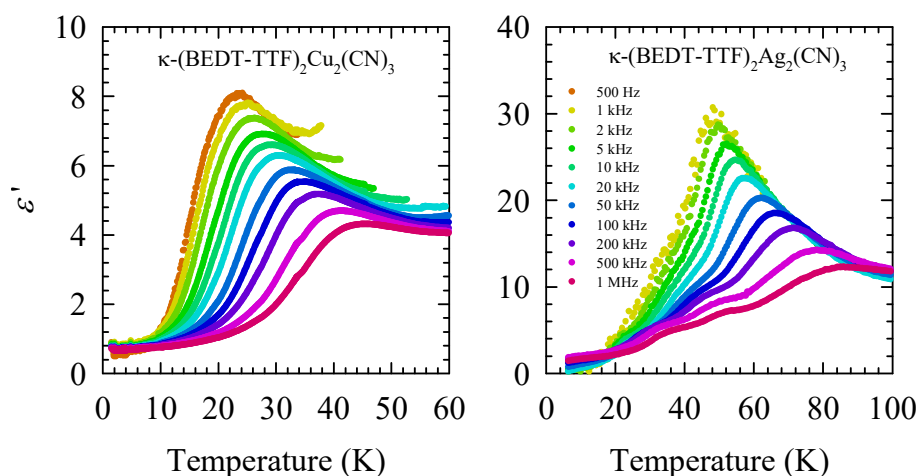 κ-(BEDT-TTF)₂Cu₂(CN)₃
10
8
6
4
2
0
ε'
0 10 20 30 40 50 60
Temperature (K)
κ-(BEDT-TTF)₂Ag₂(CN)₃
500 Hz
1 kHz
2 kHz
5 kHz
10 kHz
20 kHz
50 kHz
100 kHz
200 kHz
500 kHz
1 MHz
40
30
20
10
0
0 20 40 60 80 100
Temperature (K)